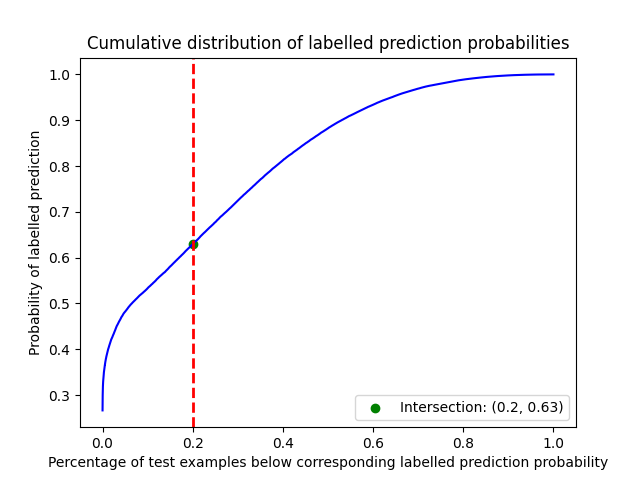 Cumulative distribution of labelled prediction probabilities
Probability of labelled prediction
1.0
0.9
0.8
0.7
0.6
0.5
0.4
0.3
Intersection: (0.2, 0.63)
0.0 0.2 0.4 0.6 0.8 1.0
Percentage of test examples below corresponding labelled prediction probability